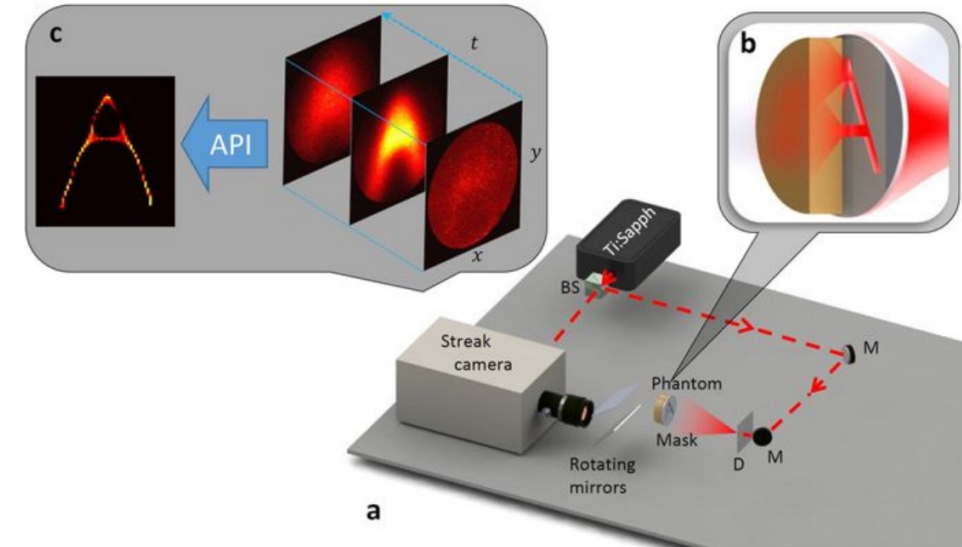 c
t
API
y
x
b
Ti:Sapph
BS
Streak
camera
M
Phantom
Mask
D
M
Rotating
mirrors
a